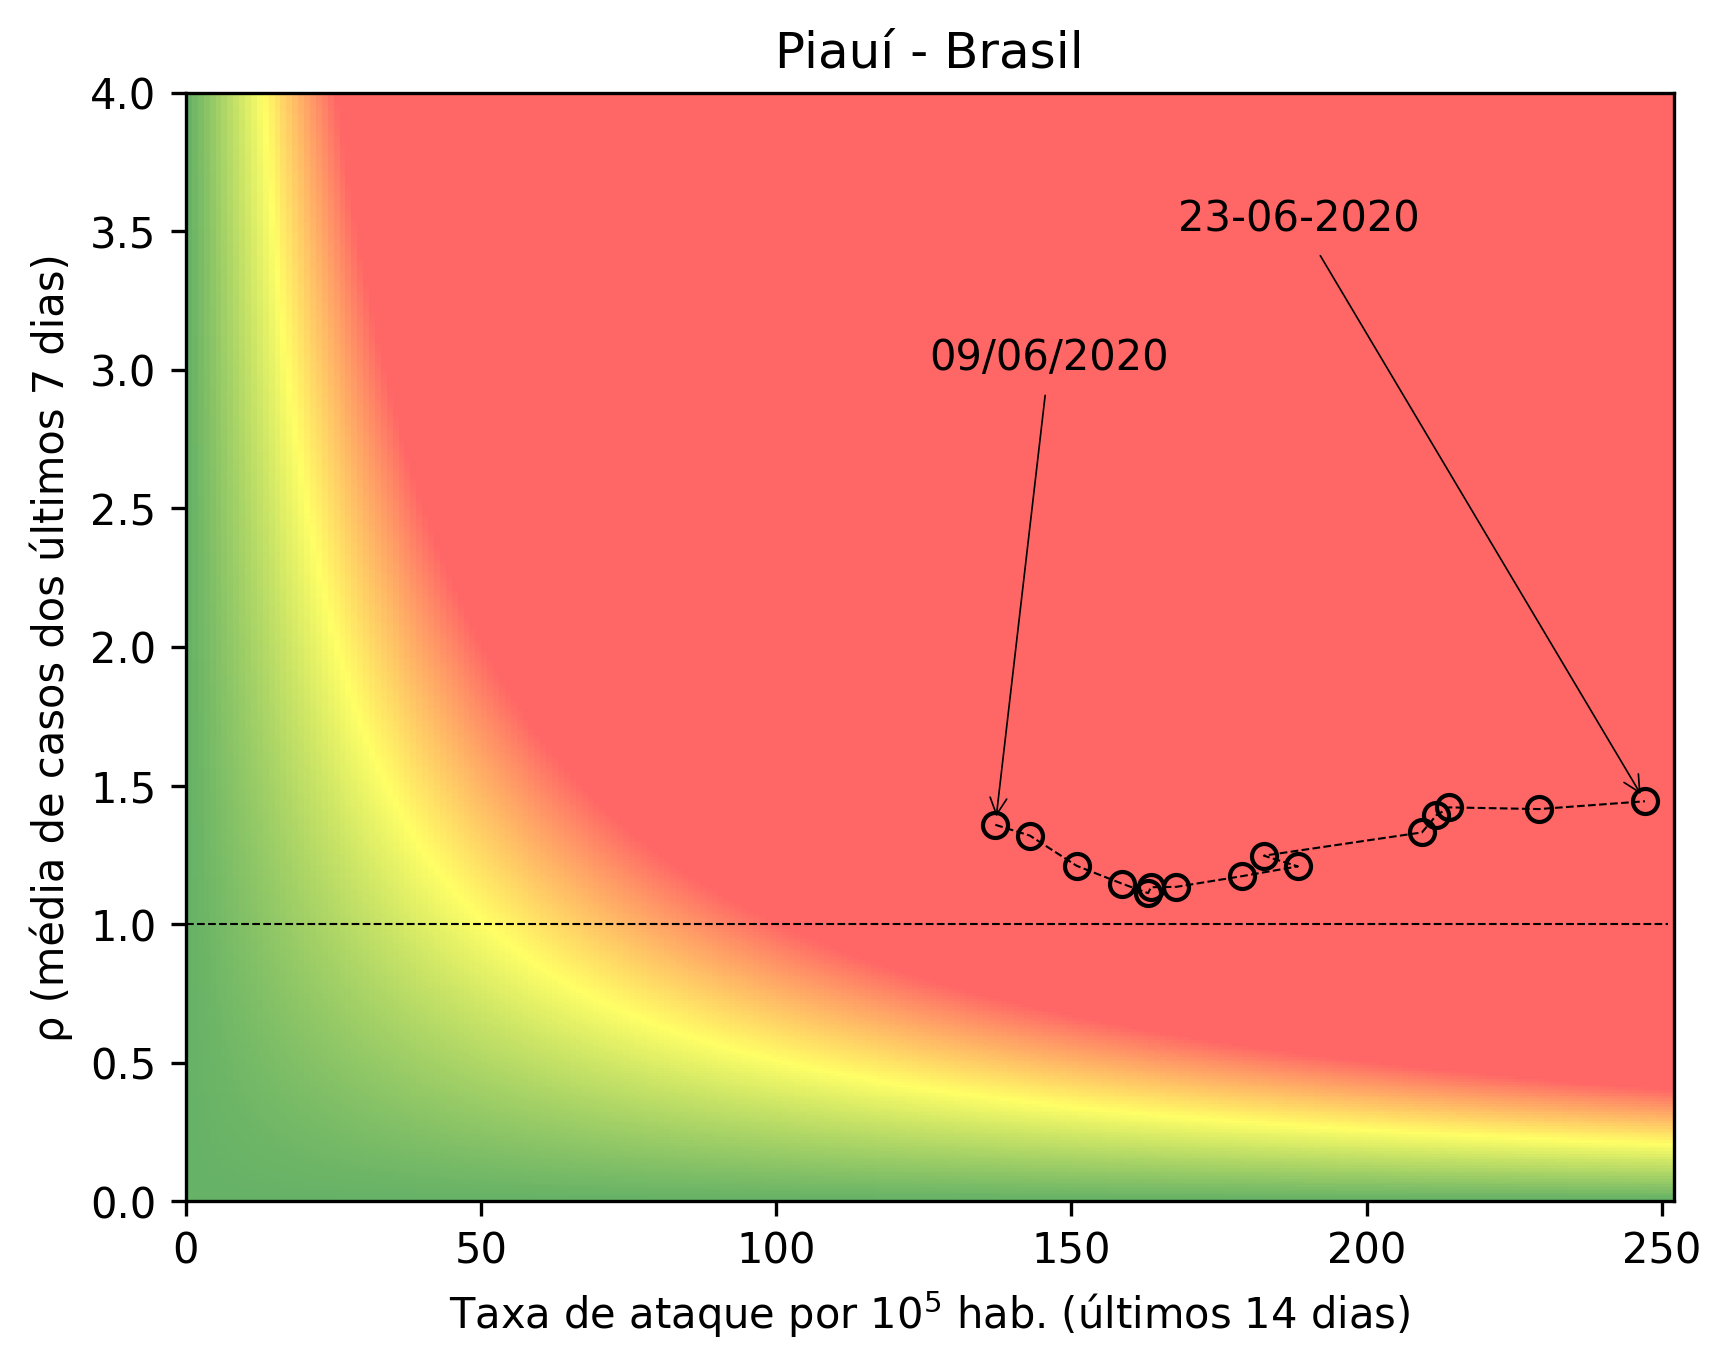 Piauí - Brasil
4.0
3.5
3.0
2.5
2.0
1.5
1.0
0.5
0.0
ρ (média de casos dos últimos 7 dias)
23-06-2020
09/06/2020
0 50 100 150 200 250
Taxa de ataque por 10⁵ hab. (últimos 14 dias)